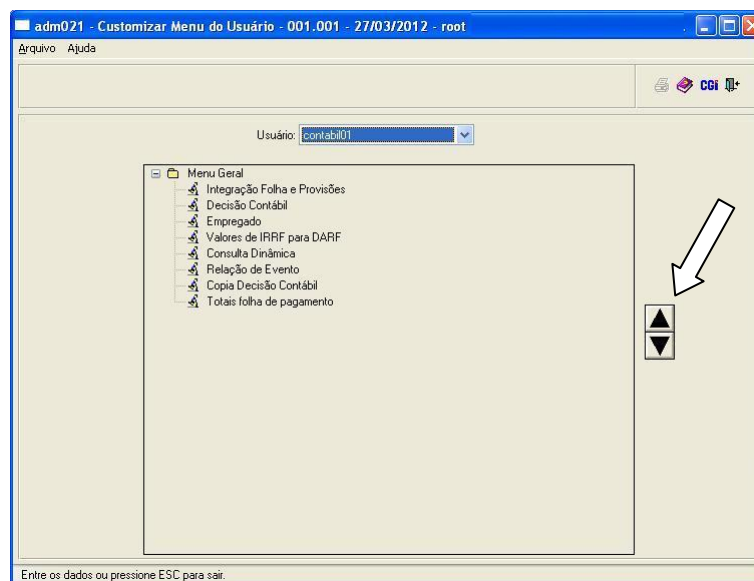 adm021 - Customizar Menu do Usuário - 001.001 - 27/03/2012 - root
Arquivo Ajuda
CGi
Usuário: contabil01
Menu Geral
Integração Folha e Provisões
Decisão Contábil
Empregado
Valores de IRRF para DARF
Consulta Dinâmica
Relação de Evento
Copia Decisão Contábil
Totais folha de pagamento
Entre os dados ou pressione ESC para sair.